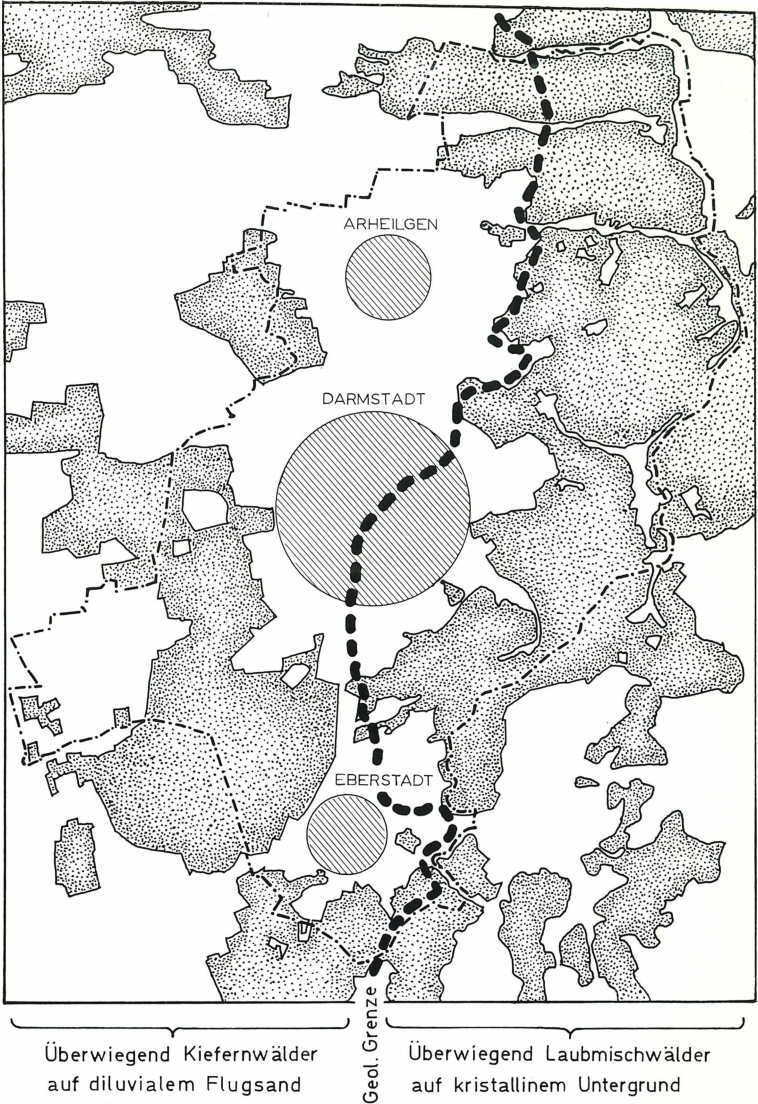 ARHEILGEN
DARMSTADT
EBERSTADT
Geol. Grenze
Überwiegend Kiefernwälder
auf diluvialem Flugsand
Überwiegend Laubmischwälder
auf kristallinem Untergrund